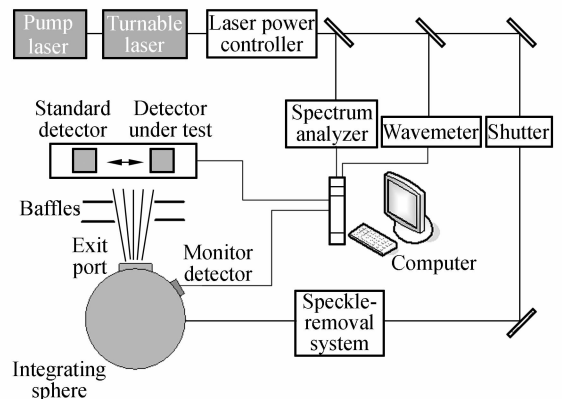 Pump
laser
Turnable
laser
Laser power
controller
Standard
detector
Detector
under test
Spectrum
analyzer
Wavemeter
Shutter
Baffles
Exit
port
Monitor
detector
Computer
Speckle-
removal
system
Integrating
sphere